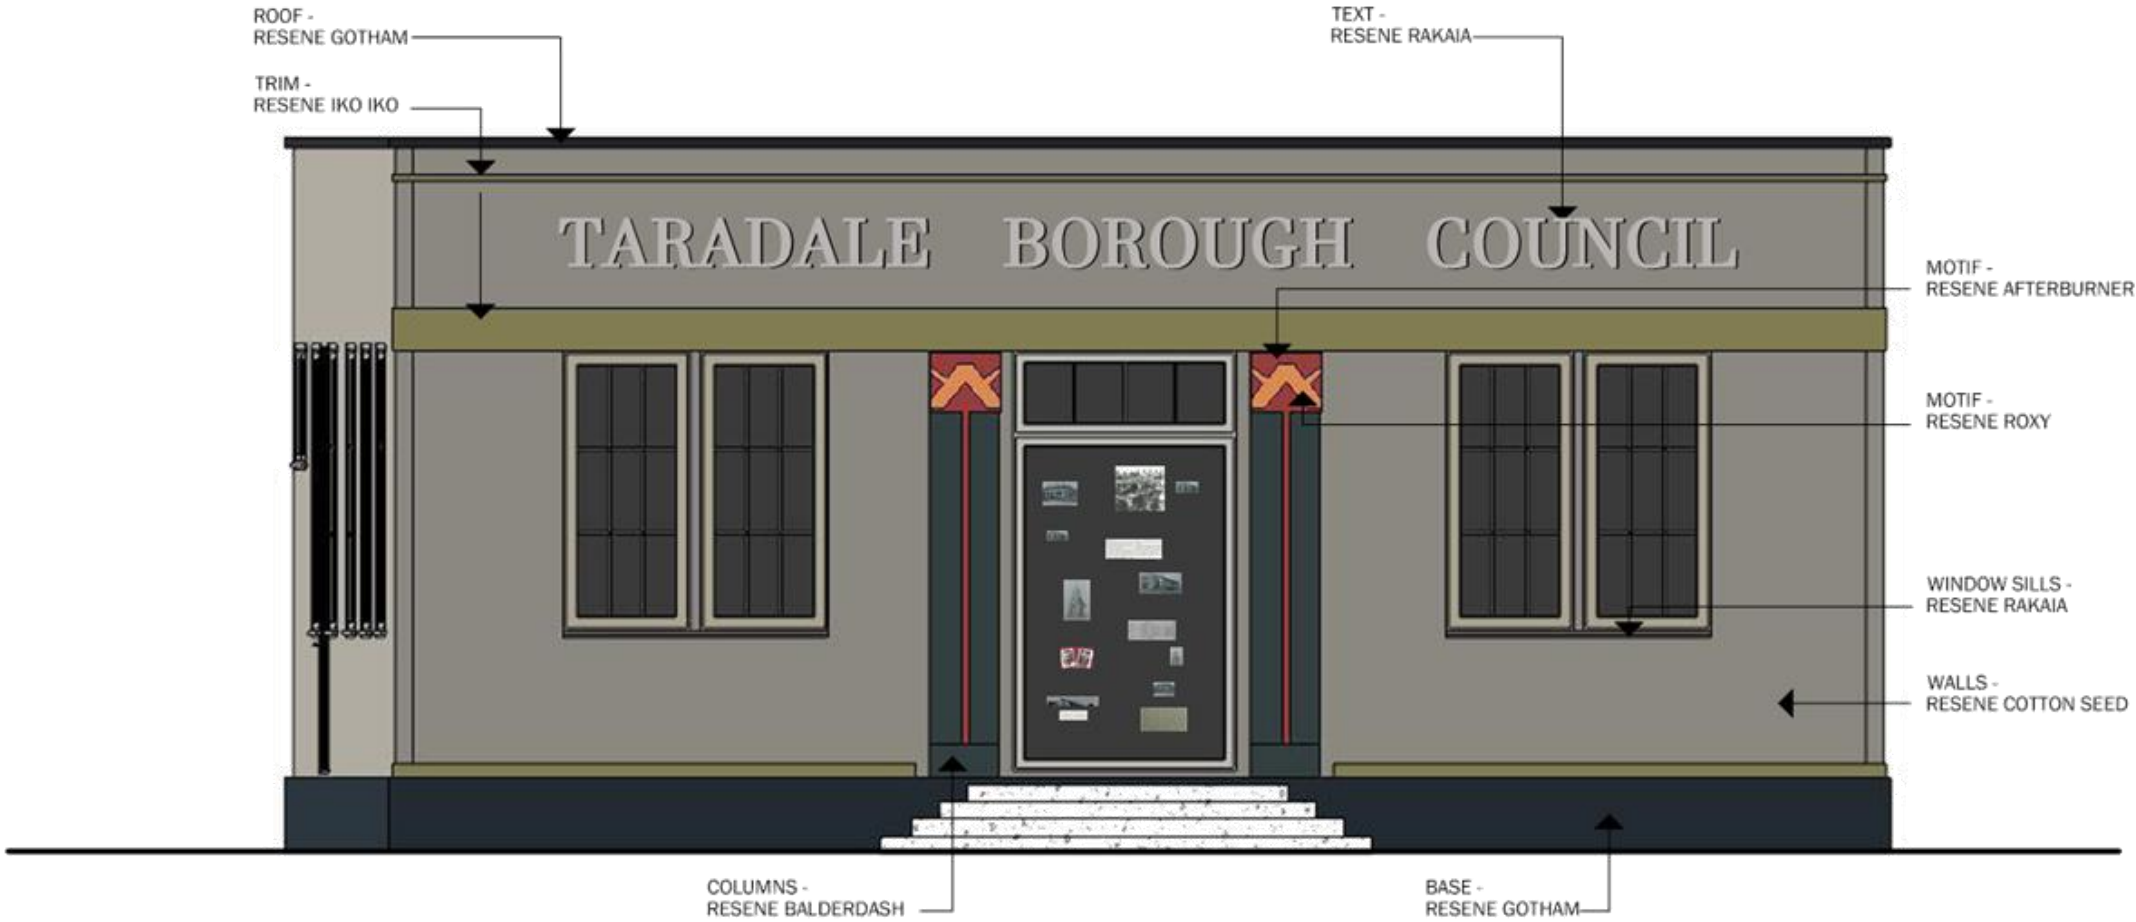 ROOF -
RESENE GOTHAM
TEXT -
RESENE RAKAIA
TRIM -
RESENE IKO IKO
TARADALE BOROUGH COUNCIL
MOTIF -
RESENE AFTERBURNER
MOTIF -
RESENE ROXY
WINDOW SILLS -
RESENE RAKAIA
WALLS -
RESENE COTTON SEED
COLUMNS -
RESENE BALDERDASH
BASE -
RESENE GOTHAM